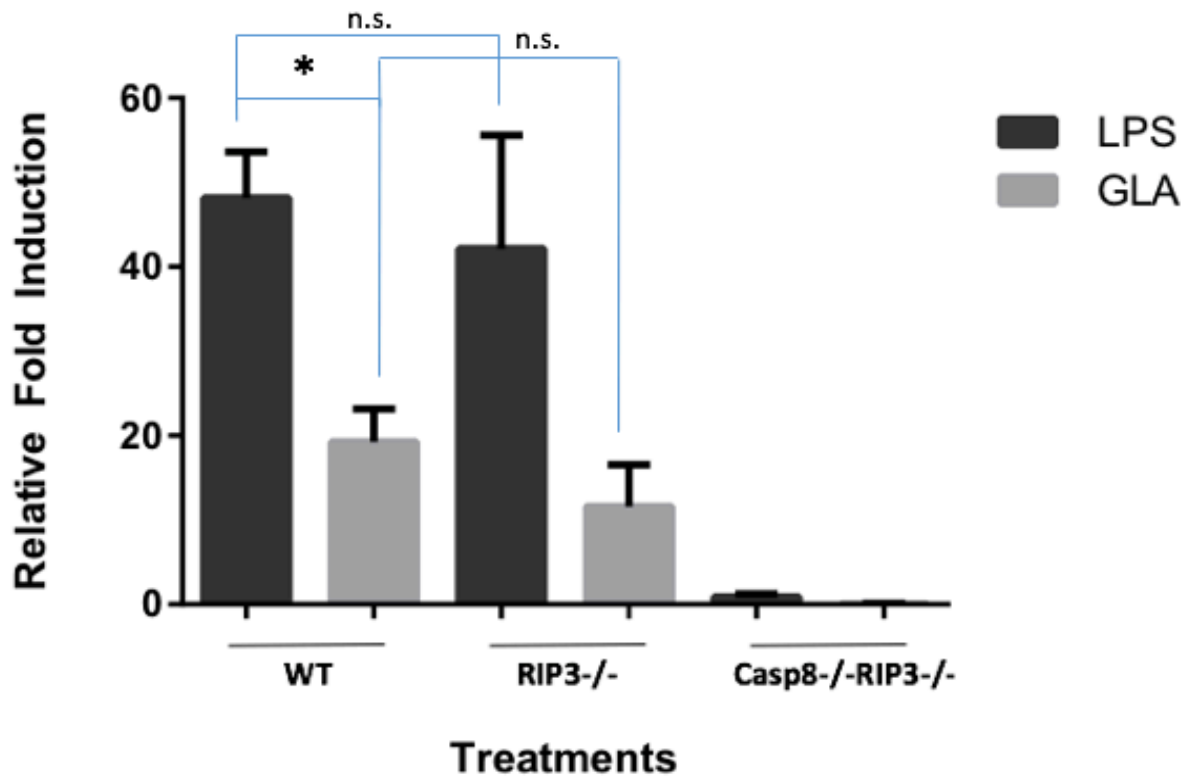 n.s.
n.s.
*
60
40
20
0
Relative Fold Induction
LPS
GLA
WT
RIP3-/-
Casp8-/-RIP3-/-
Treatments